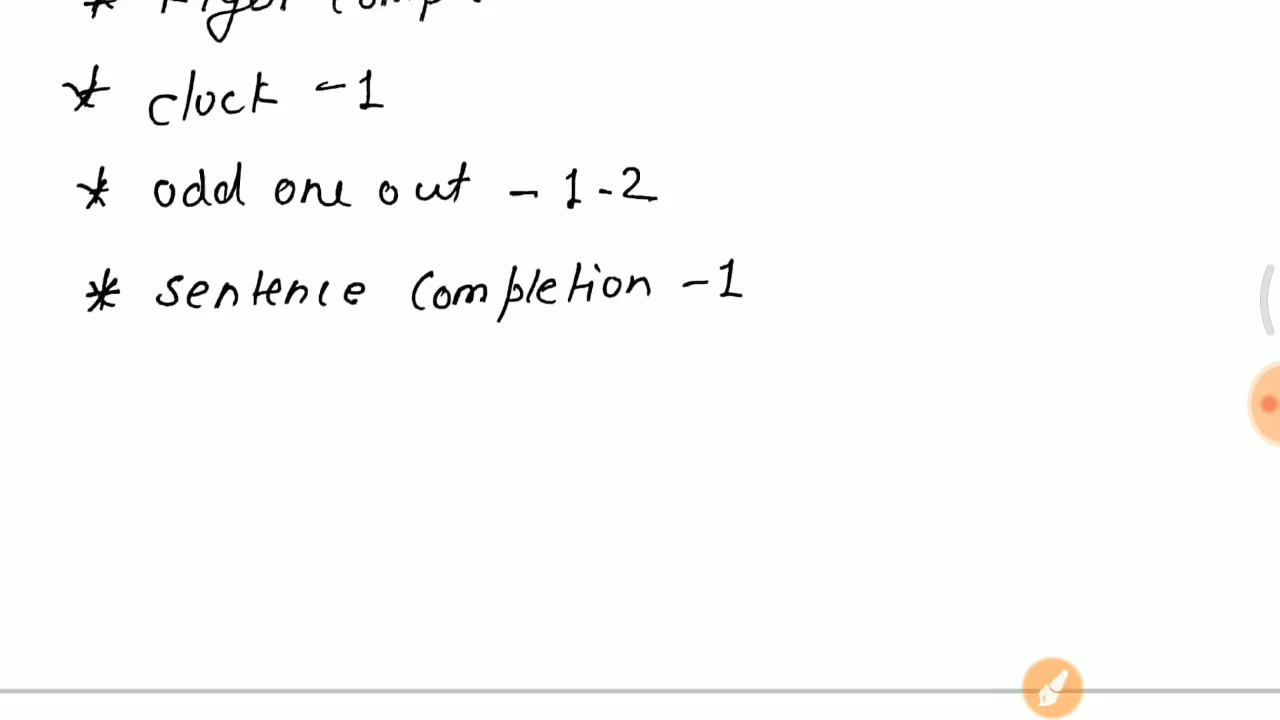 * clock - 1
* odd one out - 1-2
* sentence completion - 1